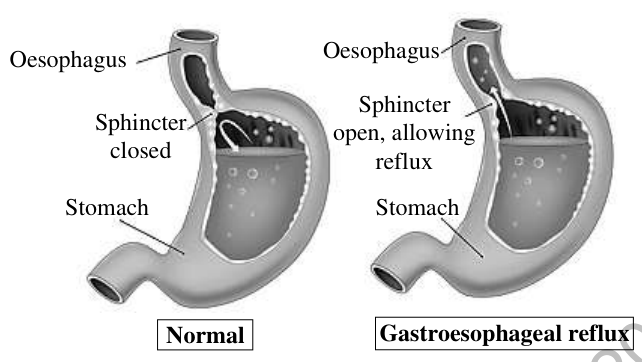 Oesophagus
Sphincter
closed
Stomach
Normal
Oesophagus
Sphincter
open, allowing
reflux
Stomach
Gastroesophageal reflux